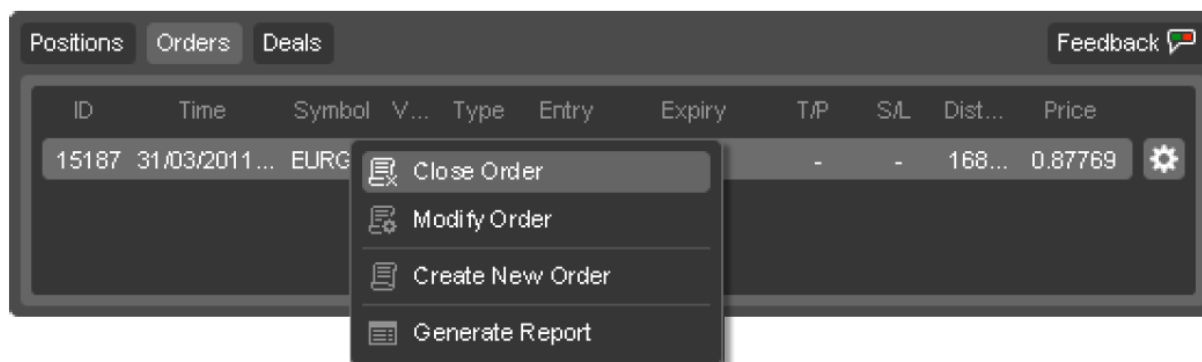 Positions Orders Deals Feedback
ID Time Symbol V... Type Entry Expiry T/P S/L Dist... Price
15187 31/03/2011... EURG - - 168... 0.87769
Close Order
Modify Order
Create New Order
Generate Report